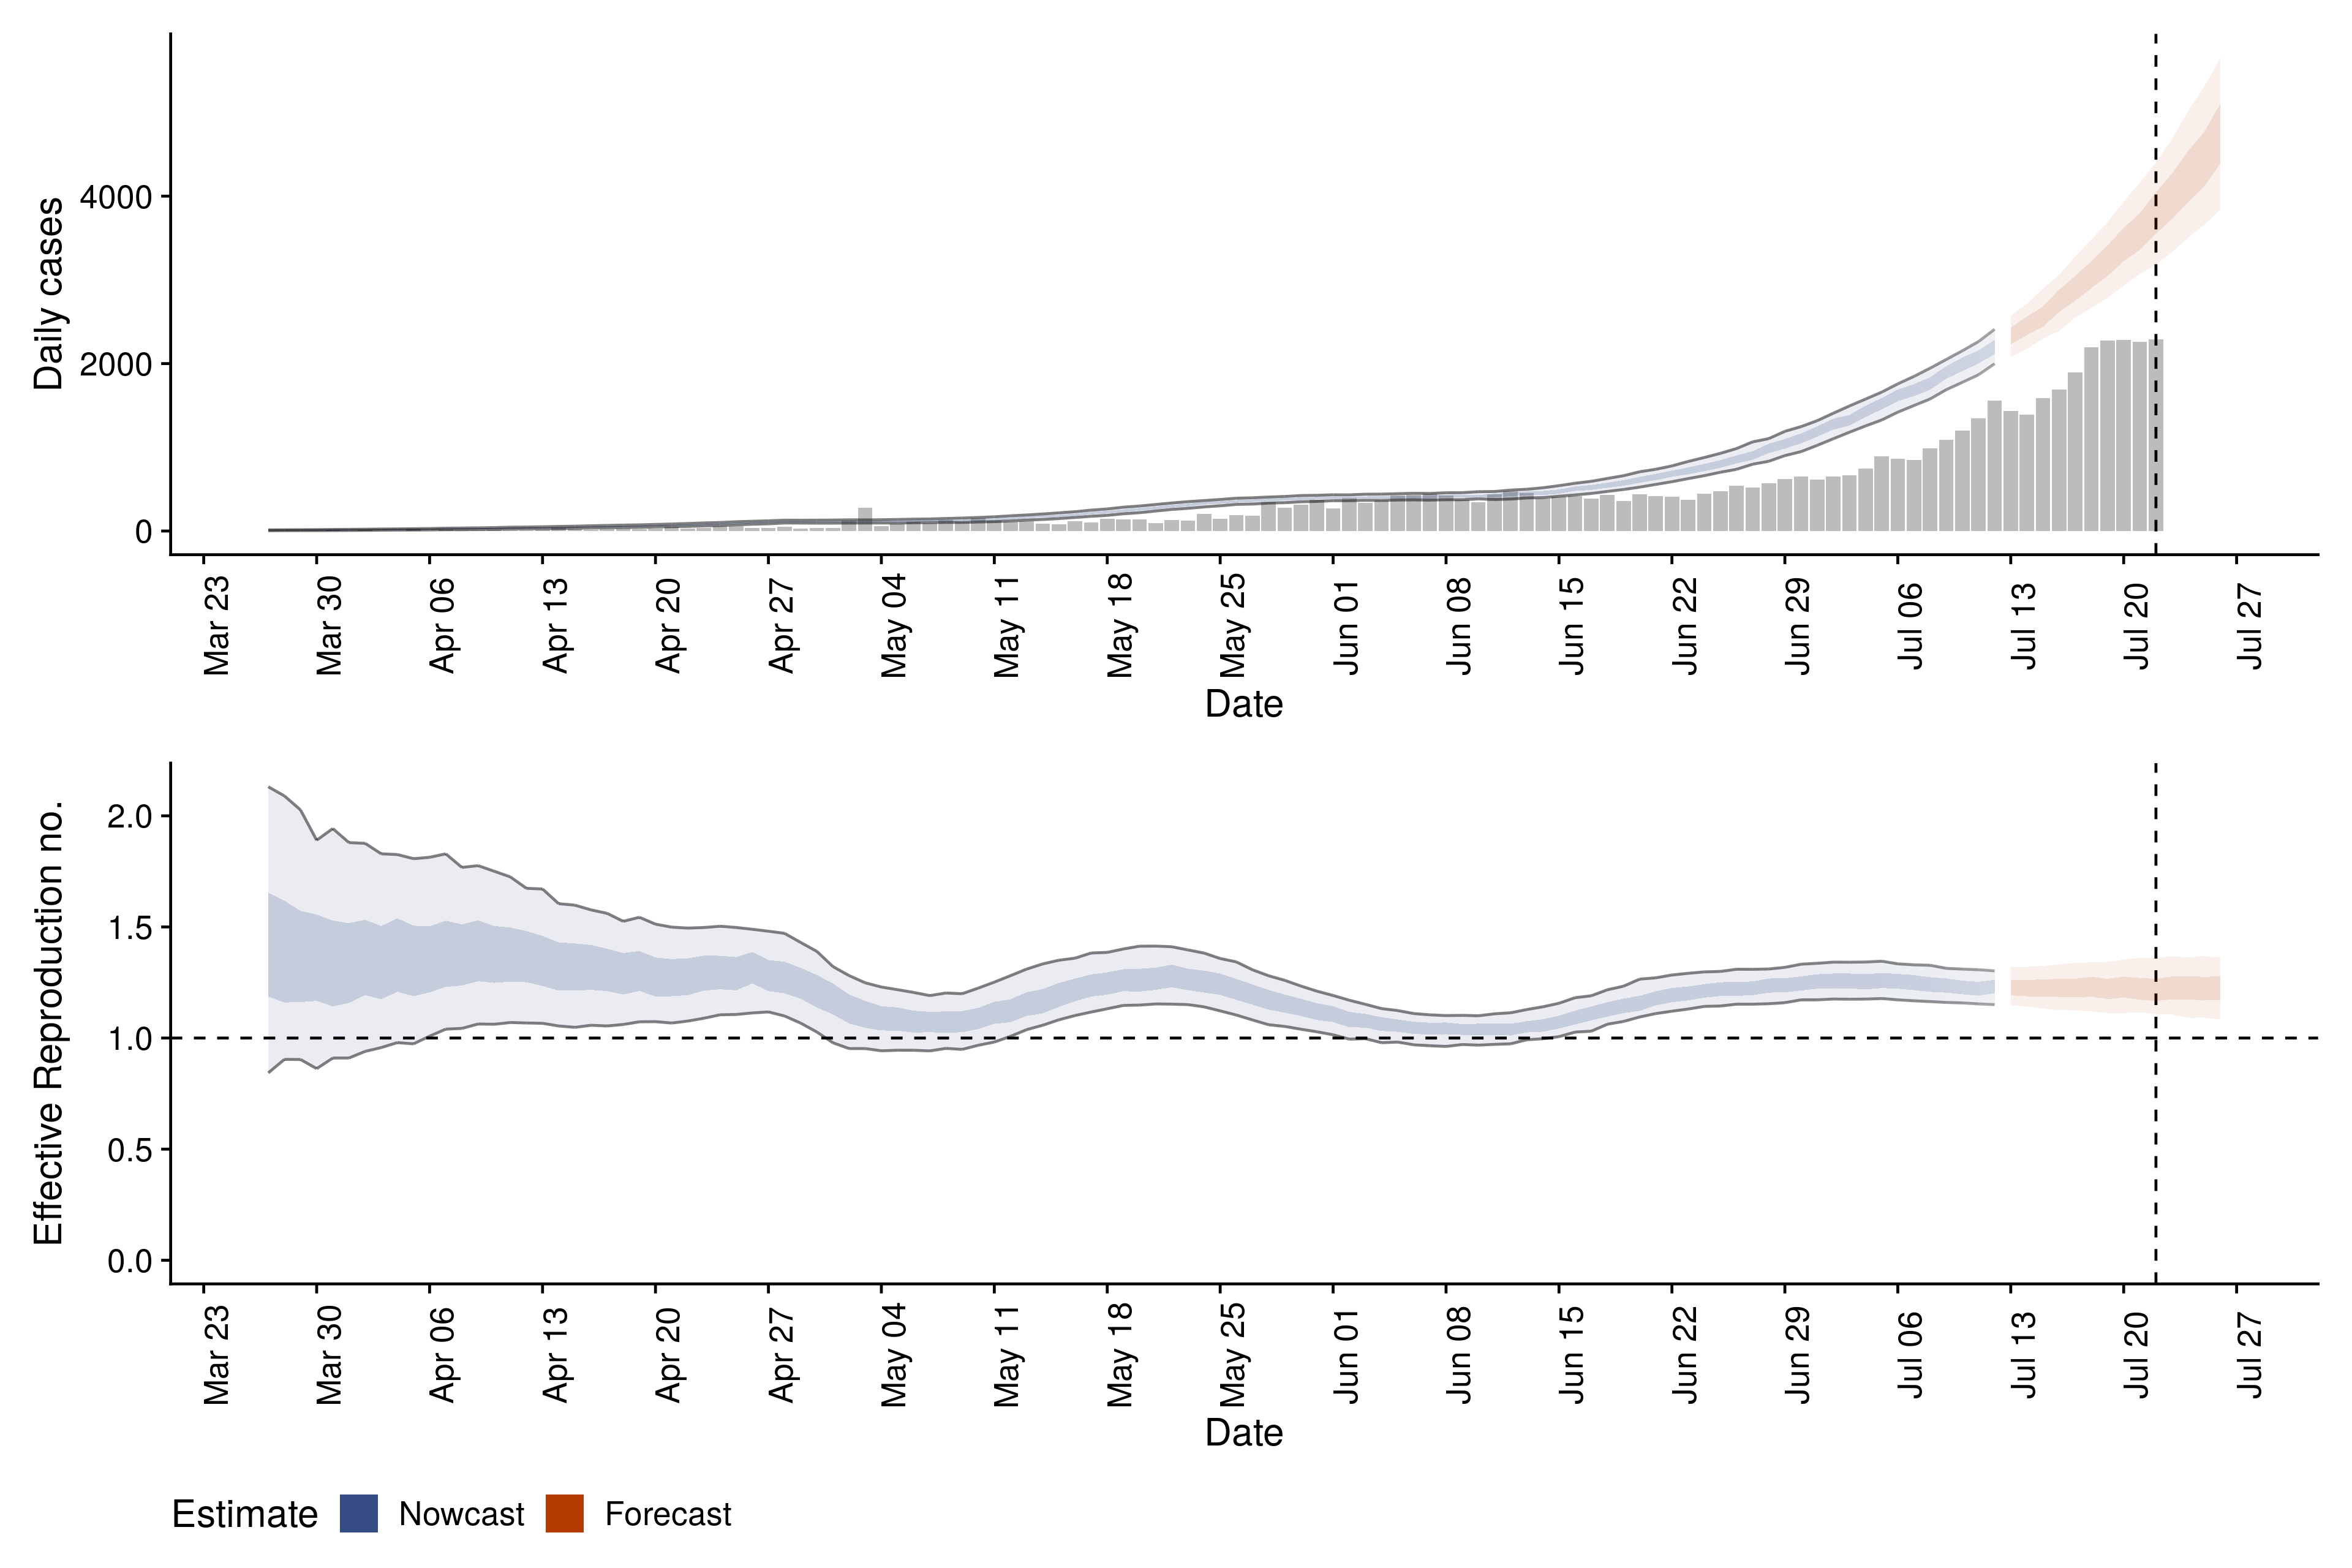 Daily cases
4000
2000
0
Mar 23
Mar 30
Apr 06
Apr 13
Apr 20
Apr 27
May 04
May 11
May 18
May 25
Jun 01
Jun 08
Jun 15
Jun 22
Jun 29
Jul 06
Jul 13
Jul 20
Jul 27
Date
Effective Reproduction no.
2.0
1.5
1.0
0.5
0.0
Mar 23
Mar 30
Apr 06
Apr 13
Apr 20
Apr 27
May 04
May 11
May 18
May 25
Jun 01
Jun 08
Jun 15
Jun 22
Jun 29
Jul 06
Jul 13
Jul 20
Jul 27
Date
Estimate Nowcast Forecast